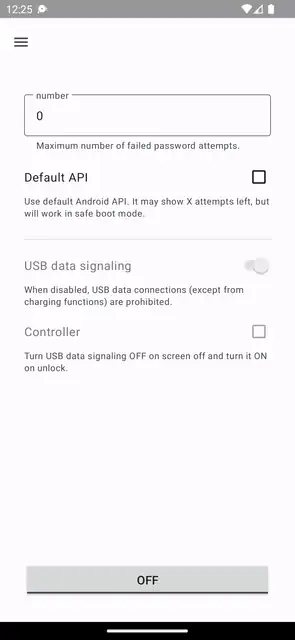 12:25
number
0
Maximum number of failed password attempts.
Default API
Use default Android API. It may show X attempts left, but
will work in safe boot mode.
USB data signaling
When disabled, USB data connections (except from
charging functions) are prohibited.
Controller
Turn USB data signaling OFF on screen off and turn it ON
on unlock.
OFF